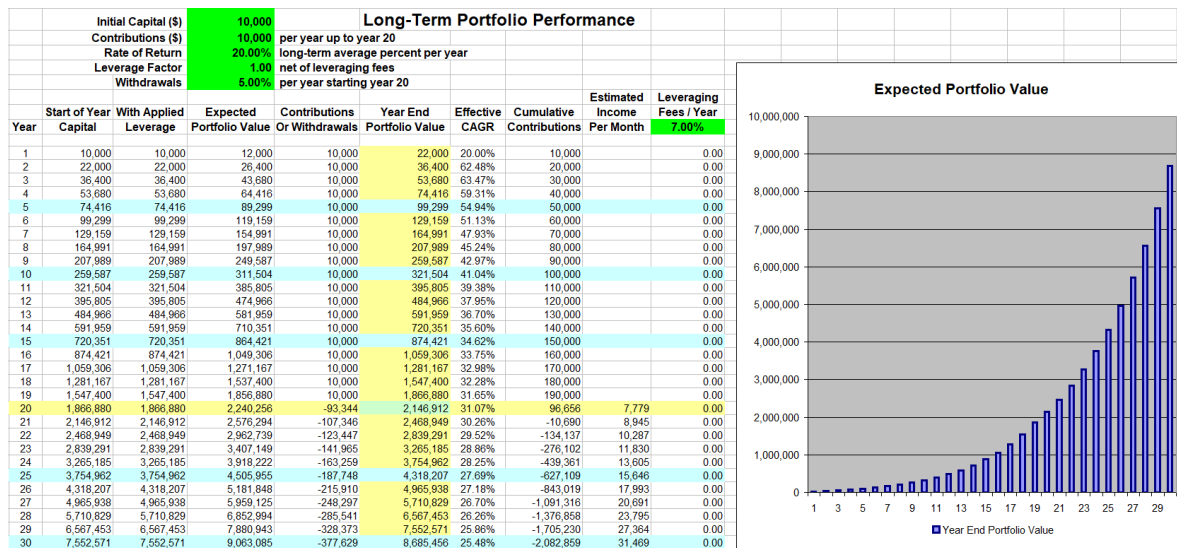 Initial Capital ($) 10,000 Long-Term Portfolio Performance
Contributions ($) 10,000 per year up to year 20
Rate of Return 20.00% long-term average percent per year
Leverage Factor 1.00 net of leveraging fees
Withdrawals 5.00% per year starting year 20
Estimated Leveraging
Start of Year With Applied Expected Contributions Year End Effective Cumulative Income Fees / Year
Year Capital Leverage Portfolio Value Or Withdrawals Portfolio Value CAGR Contributions Per Month 7.00%
1 10,000 10,000 12,000 10,000 22,000 20.00% 10,000 0.00
2 22,000 22,000 26,400 10,000 36,400 62.48% 20,000 0.00
3 36,400 36,400 43,680 10,000 53,680 63.47% 30,000 0.00
4 53,680 53,680 64,416 10,000 74,416 59.31% 40,000 0.00
5 74,416 74,416 89,299 10,000 99,299 54.94% 50,000 0.00
6 99,299 99,299 119,159 10,000 129,159 51.13% 60,000 0.00
7 129,159 129,159 154,991 10,000 164,991 47.93% 70,000 0.00
8 164,991 164,991 197,989 10,000 207,989 45.24% 80,000 0.00
9 207,989 207,989 249,587 10,000 259,587 42.97% 90,000 0.00
10 259,587 259,587 311,504 10,000 321,504 41.04% 100,000 0.00
11 321,504 321,504 385,805 10,000 395,805 39.38% 110,000 0.00
12 395,805 395,805 474,966 10,000 484,966 37.95% 120,000 0.00
13 484,966 484,966 581,959 10,000 591,959 36.70% 130,000 0.00
14 591,959 591,959 710,351 10,000 720,351 35.60% 140,000 0.00
15 720,351 720,351 864,421 10,000 874,421 34.62% 150,000 0.00
16 874,421 874,421 1,049,306 10,000 1,059,306 33.75% 160,000 0.00
17 1,059,306 1,059,306 1,271,167 10,000 1,281,167 32.98% 170,000 0.00
18 1,281,167 1,281,167 1,537,400 10,000 1,547,400 32.28% 180,000 0.00
19 1,547,400 1,547,400 1,856,880 10,000 1,866,880 31.65% 190,000 0.00
20 1,866,880 1,866,880 2,240,256 -93,344 2,146,912 31.07% 96,656 7,779 0.00
21 2,146,912 2,146,912 2,576,294 -107,346 2,468,949 30.26% -10,690 8,945 0.00
22 2,468,949 2,468,949 2,962,739 -123,447 2,839,291 29.52% -134,137 10,287 0.00
23 2,839,291 2,839,291 3,407,149 -141,965 3,265,185 28.86% -276,102 11,830 0.00
24 3,265,185 3,265,185 3,918,222 -163,259 3,754,962 28.25% -439,361 13,605 0.00
25 3,754,962 3,754,962 4,505,955 -187,748 4,318,207 27.69% -627,109 15,646 0.00
26 4,318,207 4,318,207 5,181,848 -215,910 4,965,938 27.18% -843,019 17,993 0.00
27 4,965,938 4,965,938 5,959,125 -248,297 5,710,829 26.70% -1,091,316 20,691 0.00
28 5,710,829 5,710,829 6,852,994 -285,541 6,567,453 26.26% -1,376,858 23,795 0.00
29 6,567,453 6,567,453 7,880,943 -328,373 7,552,571 25.86% -1,705,230 27,364 0.00
30 7,552,571 7,552,571 9,063,085 -377,629 8,685,456 25.48% -2,082,859 31,469 0.00
Expected Portfolio Value
10,000,000
9,000,000
8,000,000
7,000,000
6,000,000
5,000,000
4,000,000
3,000,000
2,000,000
1,000,000
0
1 3 5 7 9 11 13 15 17 19 21 23 25 27 29
Year End Portfolio Value